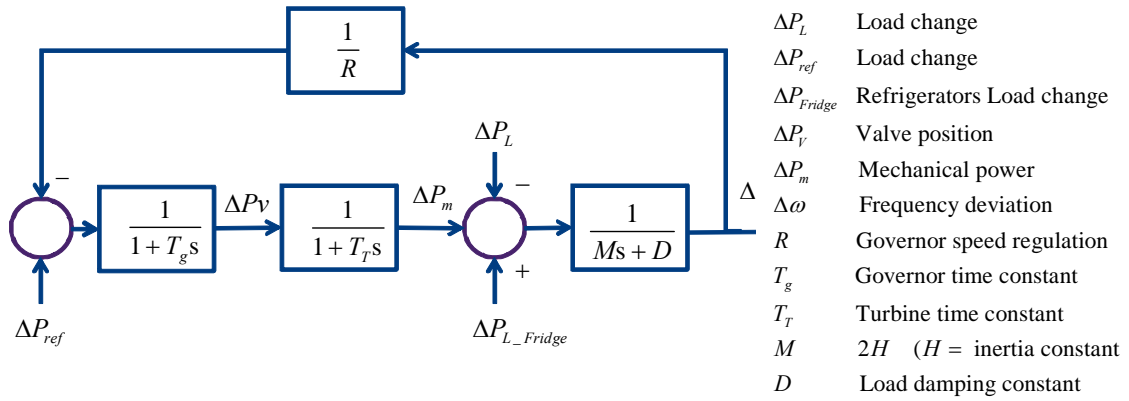 1
R
−
ΔP_L
−
1
1 + T_g s
ΔPv
1
1 + T_T s
ΔP_m
1
Ms + D
Δ
+
ΔP_ref
ΔP_L_Fridge
ΔP_L Load change
ΔP_ref Load change
ΔP_Fridge Refrigerators Load change
ΔP_V Valve position
ΔP_m Mechanical power
Δω Frequency deviation
R Governor speed regulation
T_g Governor time constant
T_T Turbine time constant
M 2H (H = inertia constant
D Load damping constant